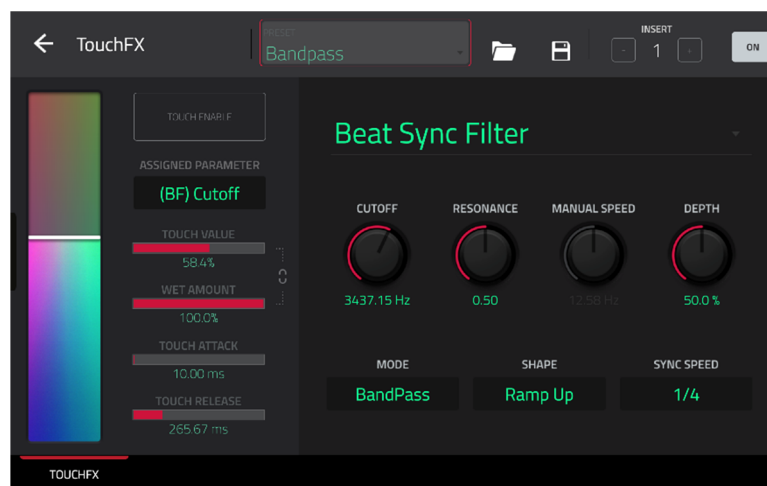 TouchFX
PRESET
Bandpass
INSERT
- 1 +
ON
TOUCH ENABLE
ASSIGNED PARAMETER
(BF) Cutoff
TOUCH VALUE
58.4%
WET AMOUNT
100.0%
TOUCH ATTACK
10.00 ms
TOUCH RELEASE
265.67 ms
Beat Sync Filter
CUTOFF RESONANCE MANUAL SPEED DEPTH
3437.15 Hz 0.50 12.58 Hz 50.0 %
MODE SHAPE SYNC SPEED
BandPass Ramp Up 1/4
TOUCHFX